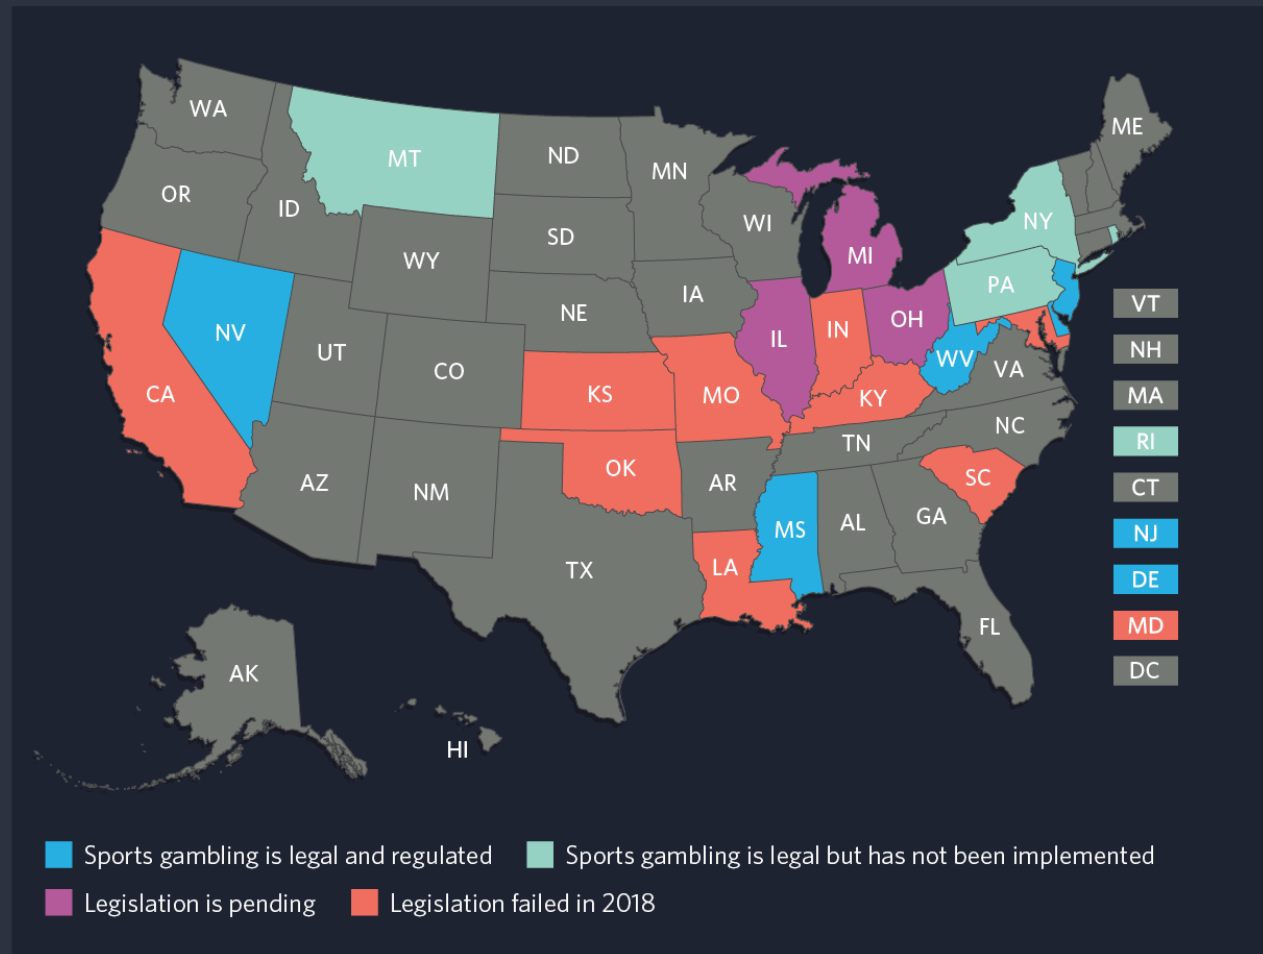 WA
ME
MT
ND
MN
OR
ID
WI
NY
SD
WY
MI
PA
IA
VT
NE
OH
NV
IN
IL
UT
NH
CO
WV
VA
CA
KS
MO
KY
MA
NC
TN
RI
OK
SC
AZ
AR
NM
CT
GA
AL
MS
NJ
LA
TX
DE
FL
MD
AK
DC
HI
Sports gambling is legal and regulated
Sports gambling is legal but has not been implemented
Legislation is pending
Legislation failed in 2018